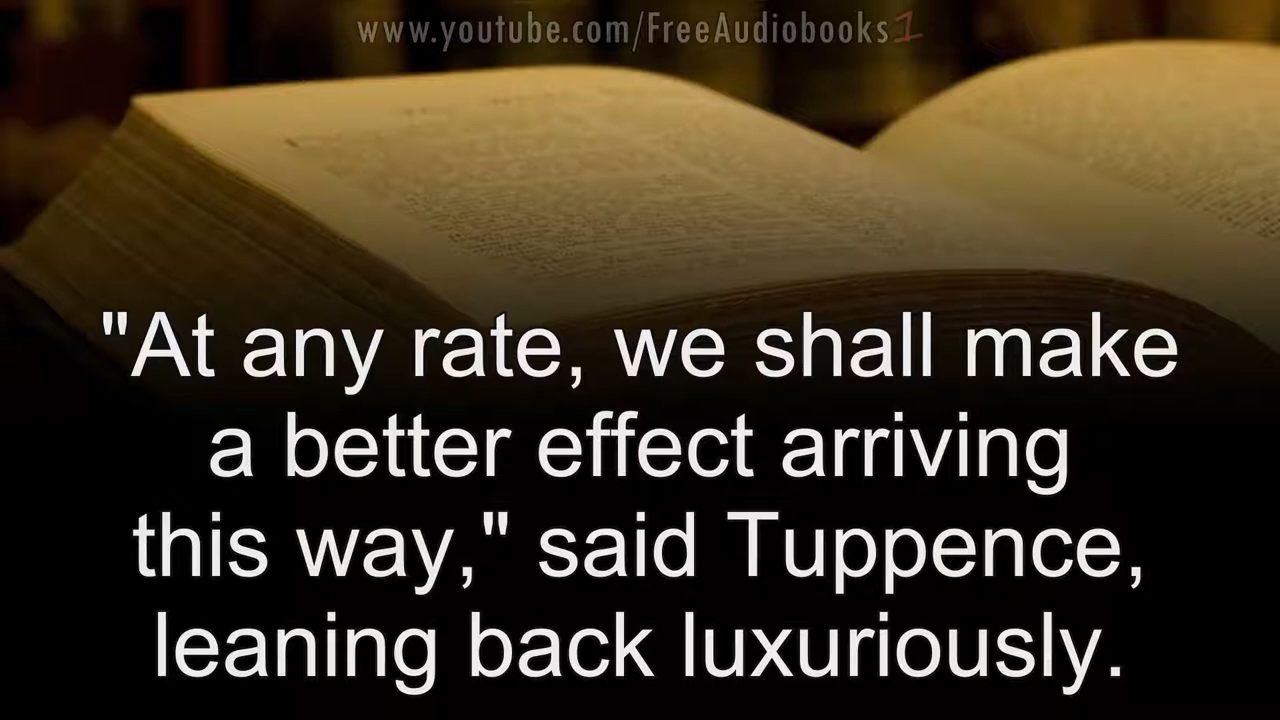 www.youtube.com/FreeAudiobooks1
"At any rate, we shall make
a better effect arriving
this way," said Tuppence,
leaning back luxuriously.